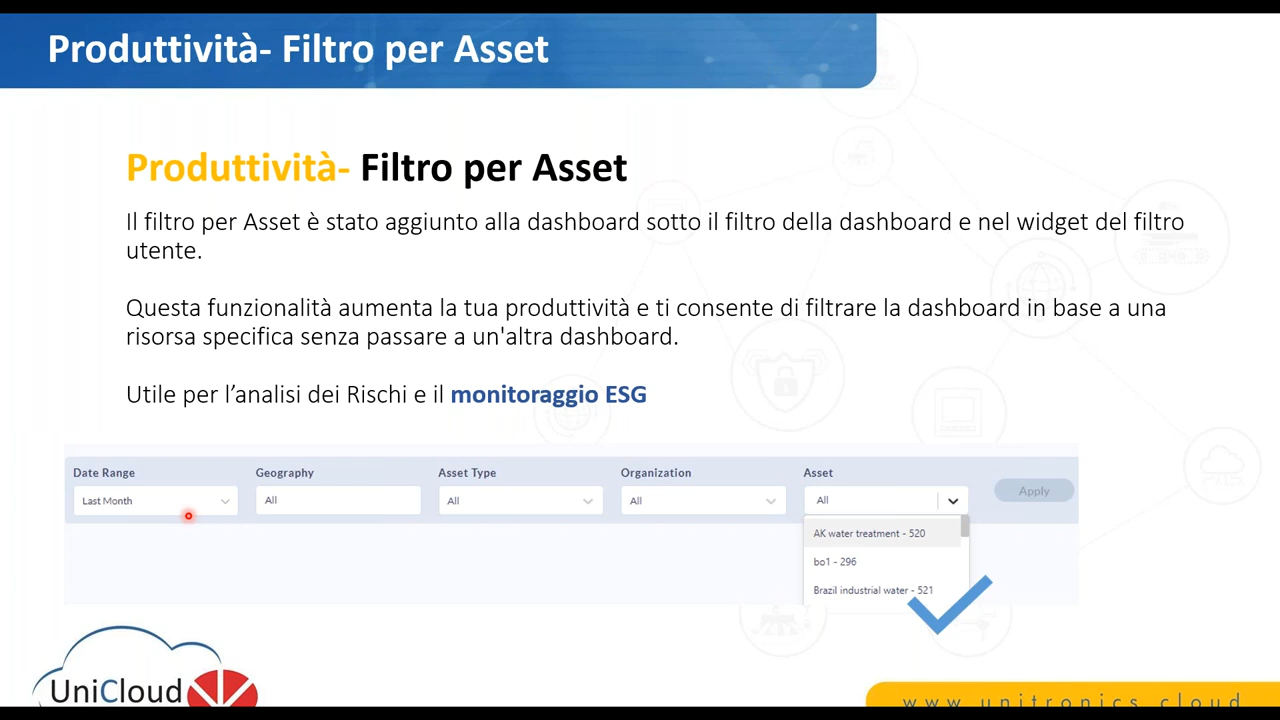 Produttività- Filtro per Asset
Produttività- Filtro per Asset
Il filtro per Asset è stato aggiunto alla dashboard sotto il filtro della dashboard e nel widget del filtro
utente.
Questa funzionalità aumenta la tua produttività e ti consente di filtrare la dashboard in base a una
risorsa specifica senza passare a un'altra dashboard.
Utile per l’analisi dei Rischi e il monitoraggio ESG
Date Range Geography Asset Type Organization Asset
Last Month All All All All Apply
AK water treatment - 520
bo1 - 296
Brazil industrial water - 521
UniCloud
www.unitronics.cloud